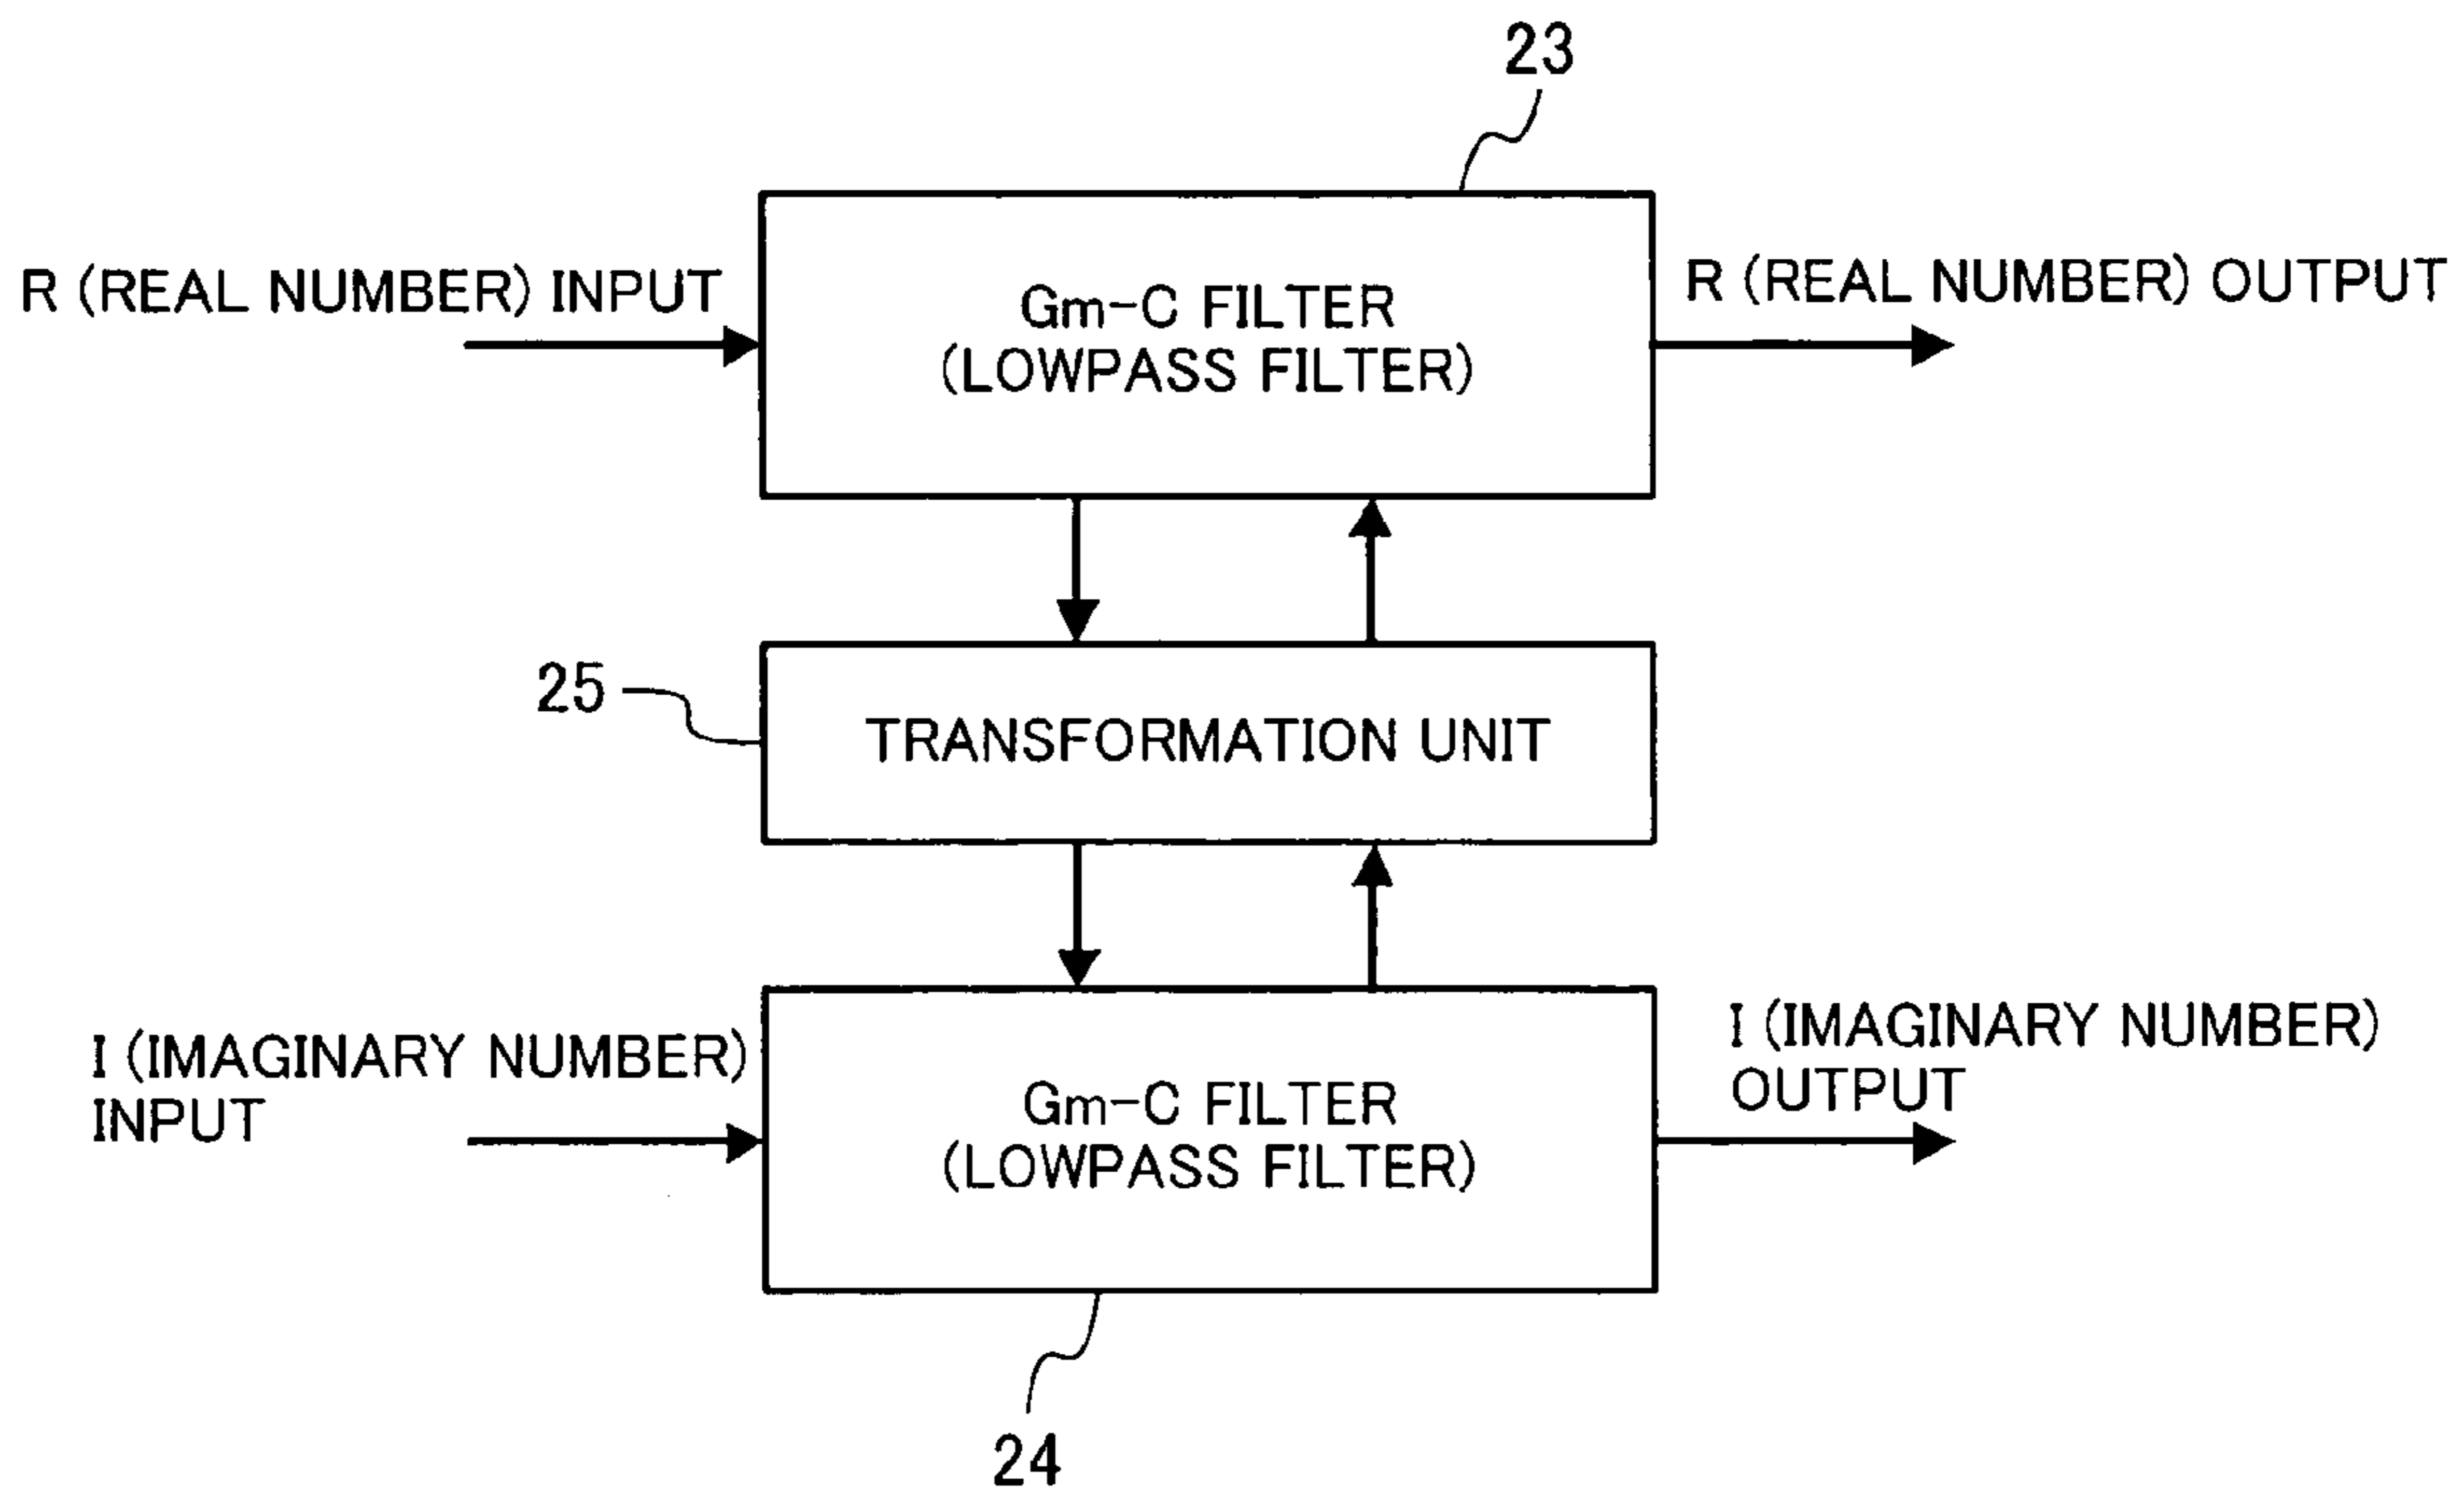 23
R (REAL NUMBER) INPUT
Gm-C FILTER
(LOWPASS FILTER)
R (REAL NUMBER) OUTPUT
25
TRANSFORMATION UNIT
I (IMAGINARY NUMBER)
INPUT
Gm-C FILTER
(LOWPASS FILTER)
I (IMAGINARY NUMBER)
OUTPUT
24